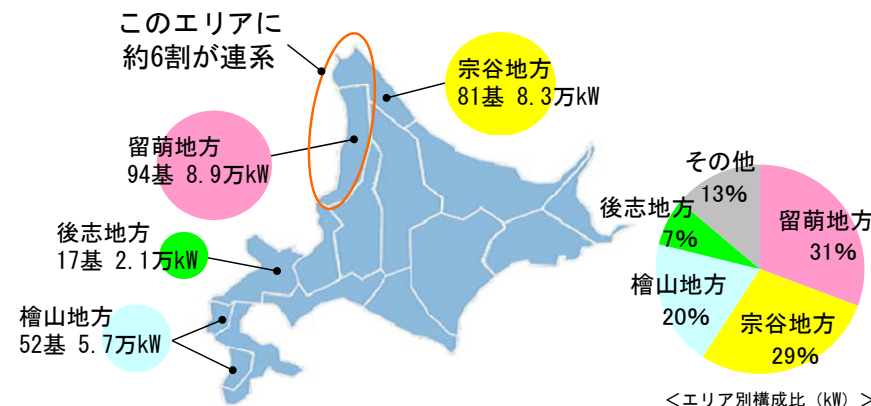 このエリアに
約6割が連系
宗谷地方
81基 8.3万kW
留萌地方
94基 8.9万kW
後志地方
17基 2.1万kW
檜山地方
52基 5.7万kW
その他
13%
後志地方
7%
留萌地方
31%
檜山地方
20%
宗谷地方
29%
＜エリア別構成比（kW）＞